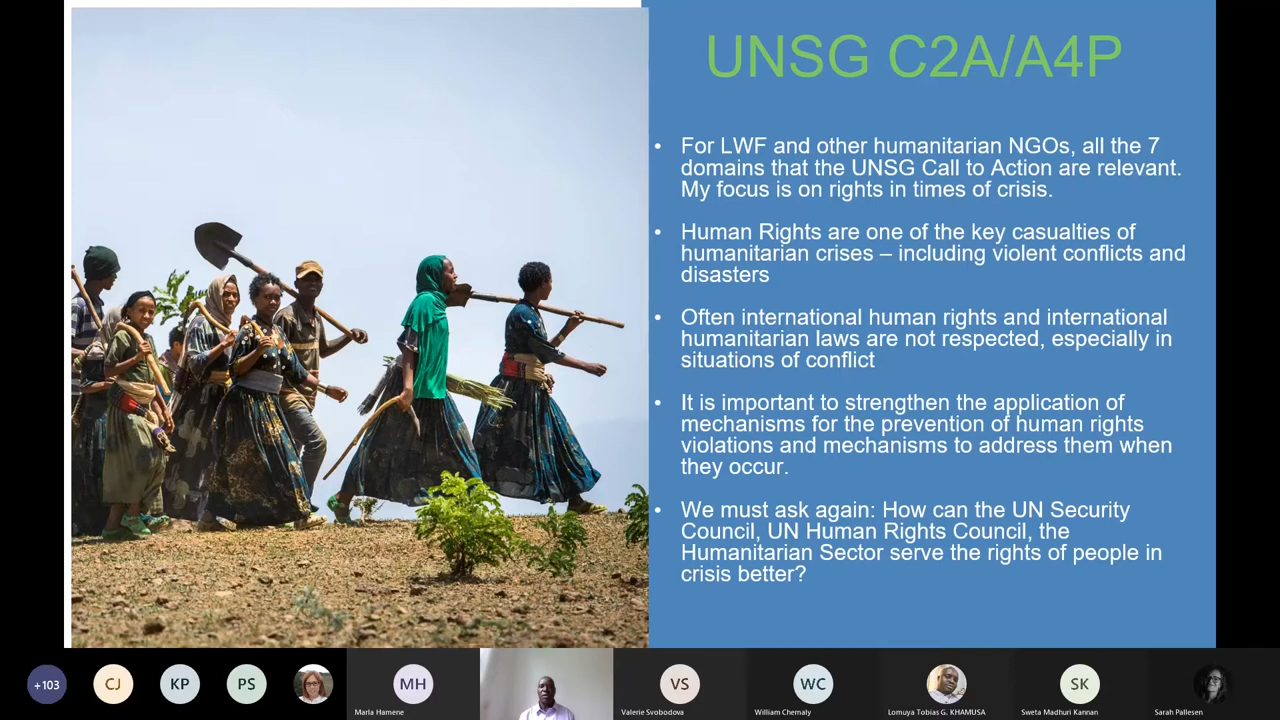 UNSG C2A/A4P
• For LWF and other humanitarian NGOs, all the 7
domains that the UNSG Call to Action are relevant.
My focus is on rights in times of crisis.
• Human Rights are one of the key casualties of
humanitarian crises – including violent conflicts and
disasters
• Often international human rights and international
humanitarian laws are not respected, especially in
situations of conflict
• It is important to strengthen the application of
mechanisms for the prevention of human rights
violations and mechanisms to address them when
they occur.
• We must ask again: How can the UN Security
Council, UN Human Rights Council, the
Humanitarian Sector serve the rights of people in
crisis better?
+103
CJ
KP
PS
MH
VS
WC
SK
Marla Hamene
Valerie Svobodova
William Chemaly
Lomuya Tobias G. KHAMUSA
Sweta Madhuri Kannan
Sarah Pallesen